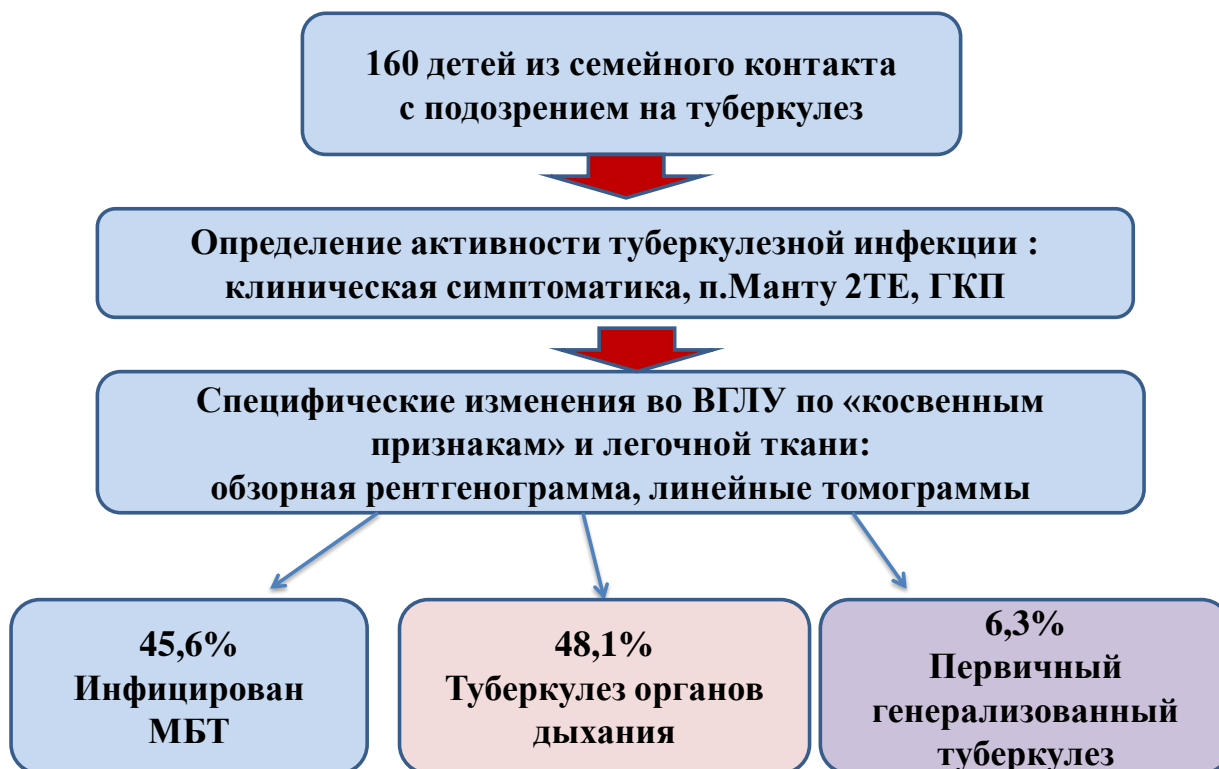 160 детей из семейного контакта
с подозрением на туберкулез
Определение активности туберкулезной инфекции :
клиническая симптоматика, п.Манту 2ТЕ, ГКП
Специфические изменения во ВГЛУ по «косвенным
признакам» и легочной ткани:
обзорная рентгенограмма, линейные томограммы
45,6%
Инфицирован
МБТ
48,1%
Туберкулез органов
дыхания
6,3%
Первичный
генерализованный
туберкулез